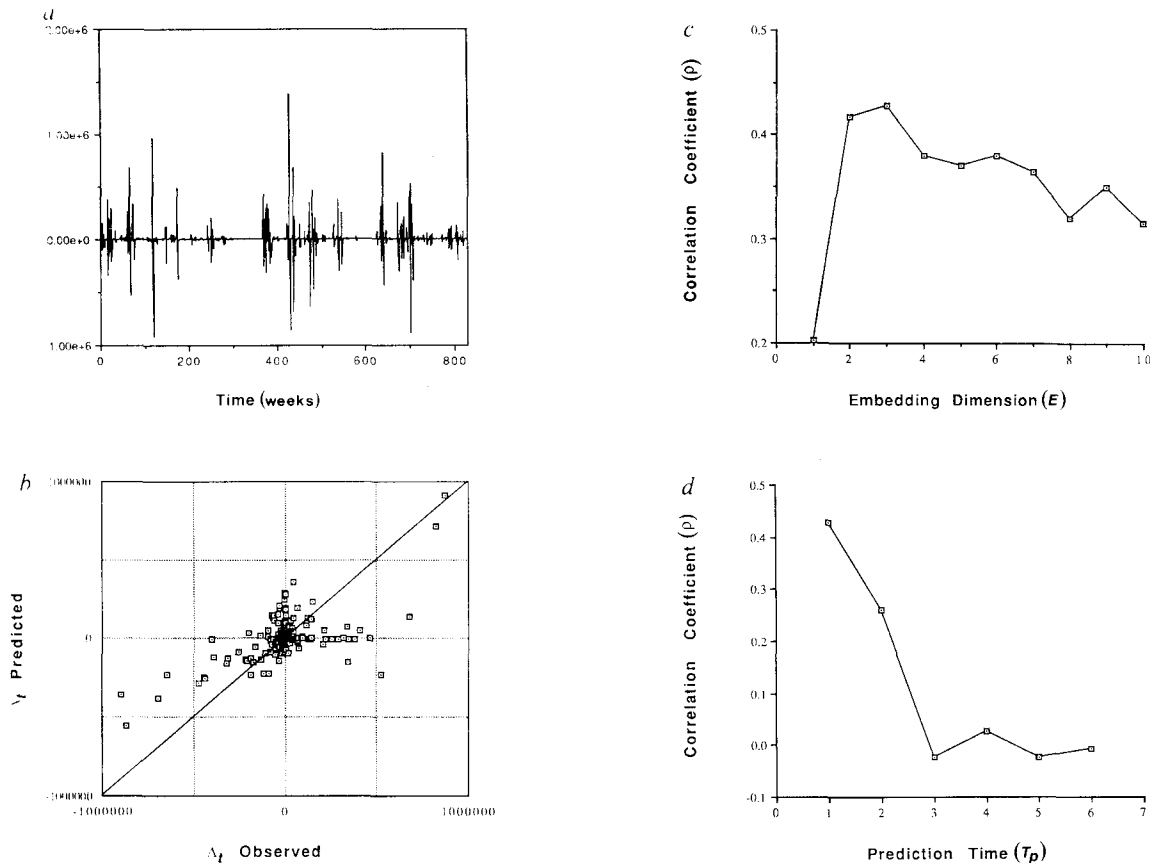 a
1.00e+6
0.00e+0
1.00e+6
0 200 400 600 800
Time (weeks)
b
0
-1000000 0 1000000
Predicted
Δt Observed
c
0.5
0.4
0.3
0.2
0 2 4 6 8 10
Correlation Coefficient (ρ)
Embedding Dimension (E)
d
0.5
0.4
0.3
0.2
0.1
0.0
-0.1
0 1 2 3 4 5 6 7
Correlation Coefficient (ρ)
Prediction Time (Tp)